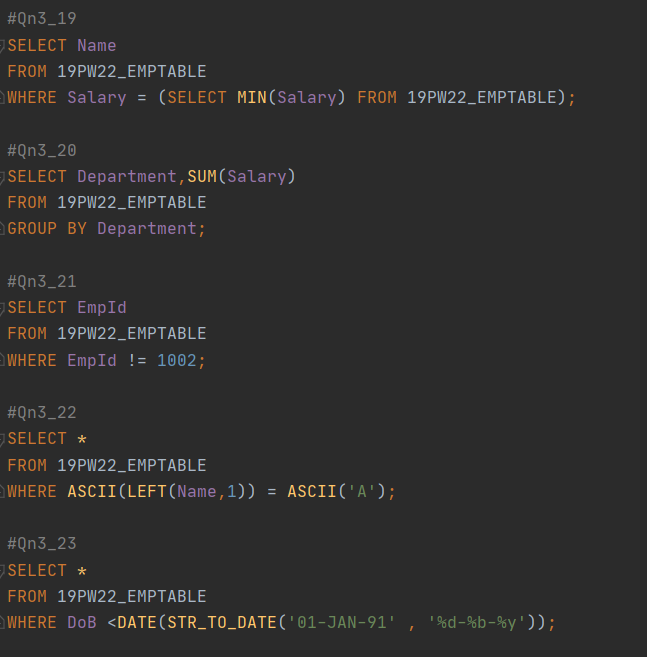 #Qn3_19
SELECT Name
FROM 19PW22_EMPTABLE
WHERE Salary = (SELECT MIN(Salary) FROM 19PW22_EMPTABLE);
#Qn3_20
SELECT Department,SUM(Salary)
FROM 19PW22_EMPTABLE
GROUP BY Department;
#Qn3_21
SELECT EmpId
FROM 19PW22_EMPTABLE
WHERE EmpId != 1002;
#Qn3_22
SELECT *
FROM 19PW22_EMPTABLE
WHERE ASCII(LEFT(Name,1)) = ASCII('A');
#Qn3_23
SELECT *
FROM 19PW22_EMPTABLE
WHERE DoB <DATE(STR_TO_DATE('01-JAN-91' , '%d-%b-%y'));